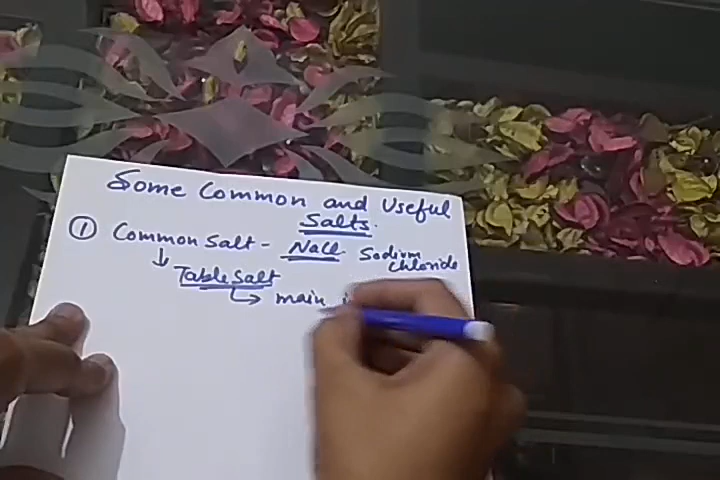 Some Common and Useful
Salts.
① Common Salt - NaCl Sodium
Chloride
↓
Table Salt
↳ main